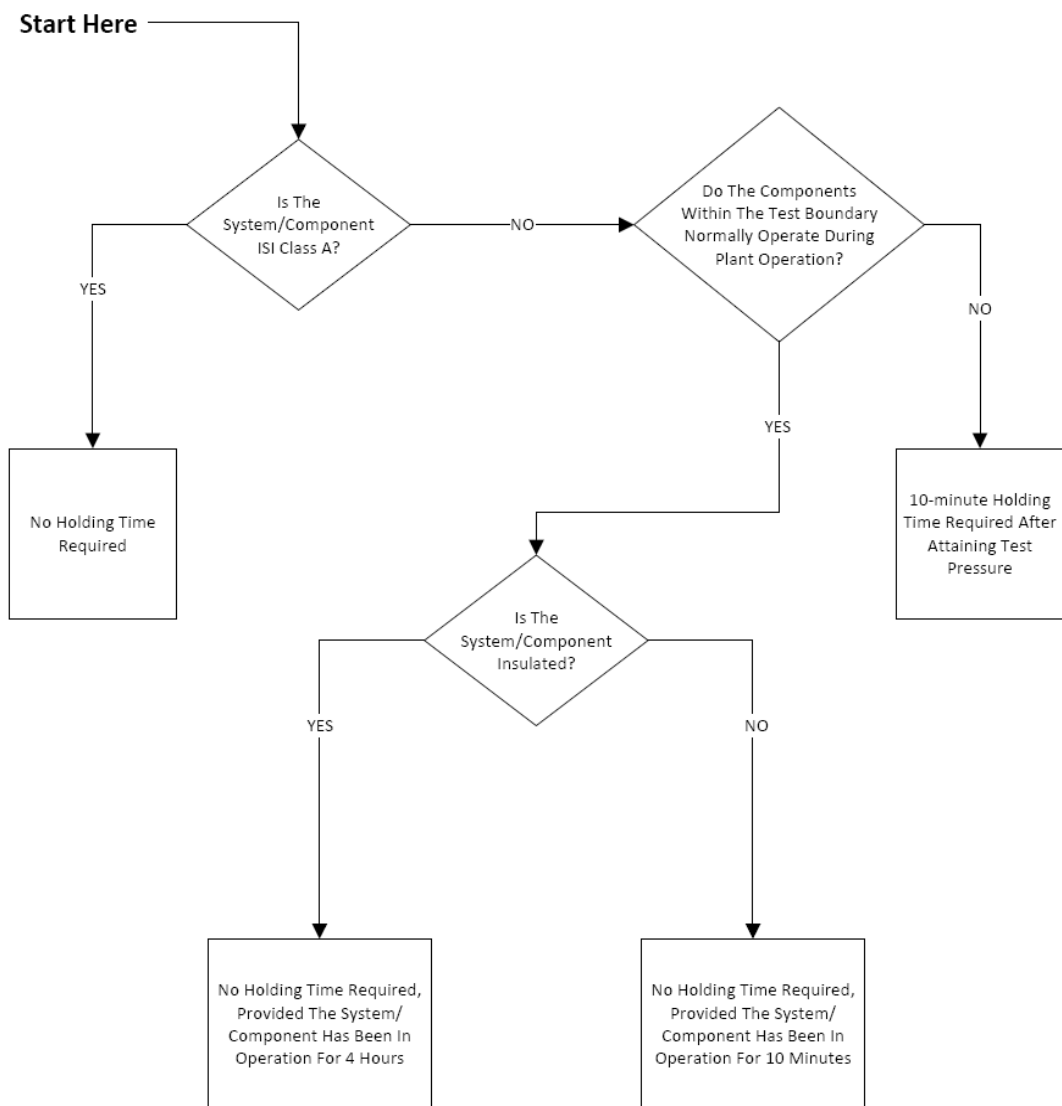 Start Here
Is The
System/Component
ISI Class A?
YES
NO
Do The Components
Within The Test Boundary
Normally Operate During
Plant Operation?
NO
YES
No Holding Time
Required
10-minute Holding
Time Required After
Attaining Test
Pressure
Is The
System/Component
Insulated?
YES
NO
No Holding Time Required,
Provided The System/
Component Has Been In
Operation For 4 Hours
No Holding Time Required,
Provided The System/
Component Has Been In
Operation For 10 Minutes